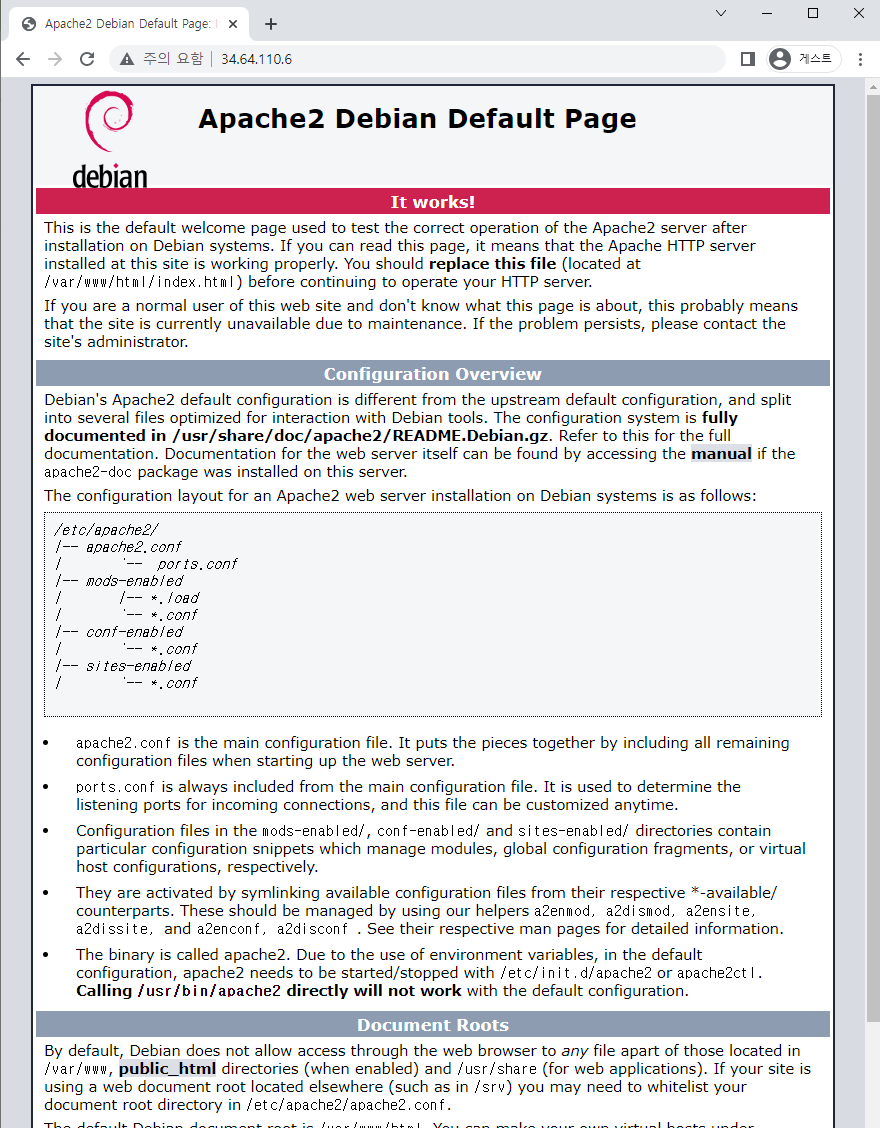 Apache2 Debian Default Page: I
주의 요함 | 34.64.110.6
게스트
debian
Apache2 Debian Default Page
It works!
This is the default welcome page used to test the correct operation of the Apache2 server after
installation on Debian systems. If you can read this page, it means that the Apache HTTP server
installed at this site is working properly. You should replace this file (located at
/var/www/html/index.html) before continuing to operate your HTTP server.
If you are a normal user of this web site and don't know what this page is about, this probably means
that the site is currently unavailable due to maintenance. If the problem persists, please contact the
site's administrator.
Configuration Overview
Debian's Apache2 default configuration is different from the upstream default configuration, and split
into several files optimized for interaction with Debian tools. The configuration system is fully
documented in /usr/share/doc/apache2/README.Debian.gz. Refer to this for the full
documentation. Documentation for the web server itself can be found by accessing the manual if the
apache2-doc package was installed on this server.
The configuration layout for an Apache2 web server installation on Debian systems is as follows:
/etc/apache2/
|-- apache2.conf
|       `--  ports.conf
|-- mods-enabled
|       |-- *.load
|       `-- *.conf
|-- conf-enabled
|       `-- *.conf
|-- sites-enabled
|       `-- *.conf
• apache2.conf is the main configuration file. It puts the pieces together by including all remaining
configuration files when starting up the web server.
• ports.conf is always included from the main configuration file. It is used to determine the
listening ports for incoming connections, and this file can be customized anytime.
• Configuration files in the mods-enabled/, conf-enabled/ and sites-enabled/ directories contain
particular configuration snippets which manage modules, global configuration fragments, or virtual
host configurations, respectively.
• They are activated by symlinking available configuration files from their respective *-available/
counterparts. These should be managed by using our helpers a2enmod, a2dismod, a2ensite,
a2dissite, and a2enconf, a2disconf . See their respective man pages for detailed information.
• The binary is called apache2. Due to the use of environment variables, in the default
configuration, apache2 needs to be started/stopped with /etc/init.d/apache2 or apache2ctl.
Calling /usr/bin/apache2 directly will not work with the default configuration.
Document Roots
By default, Debian does not allow access through the web browser to any file apart of those located in
/var/www, public_html directories (when enabled) and /usr/share (for web applications). If your site is
using a web document root located elsewhere (such as in /srv) you may need to whitelist your
document root directory in /etc/apache2/apache2.conf.
The default Debian document root is /var/www/html. You can make your own virtual hosts under